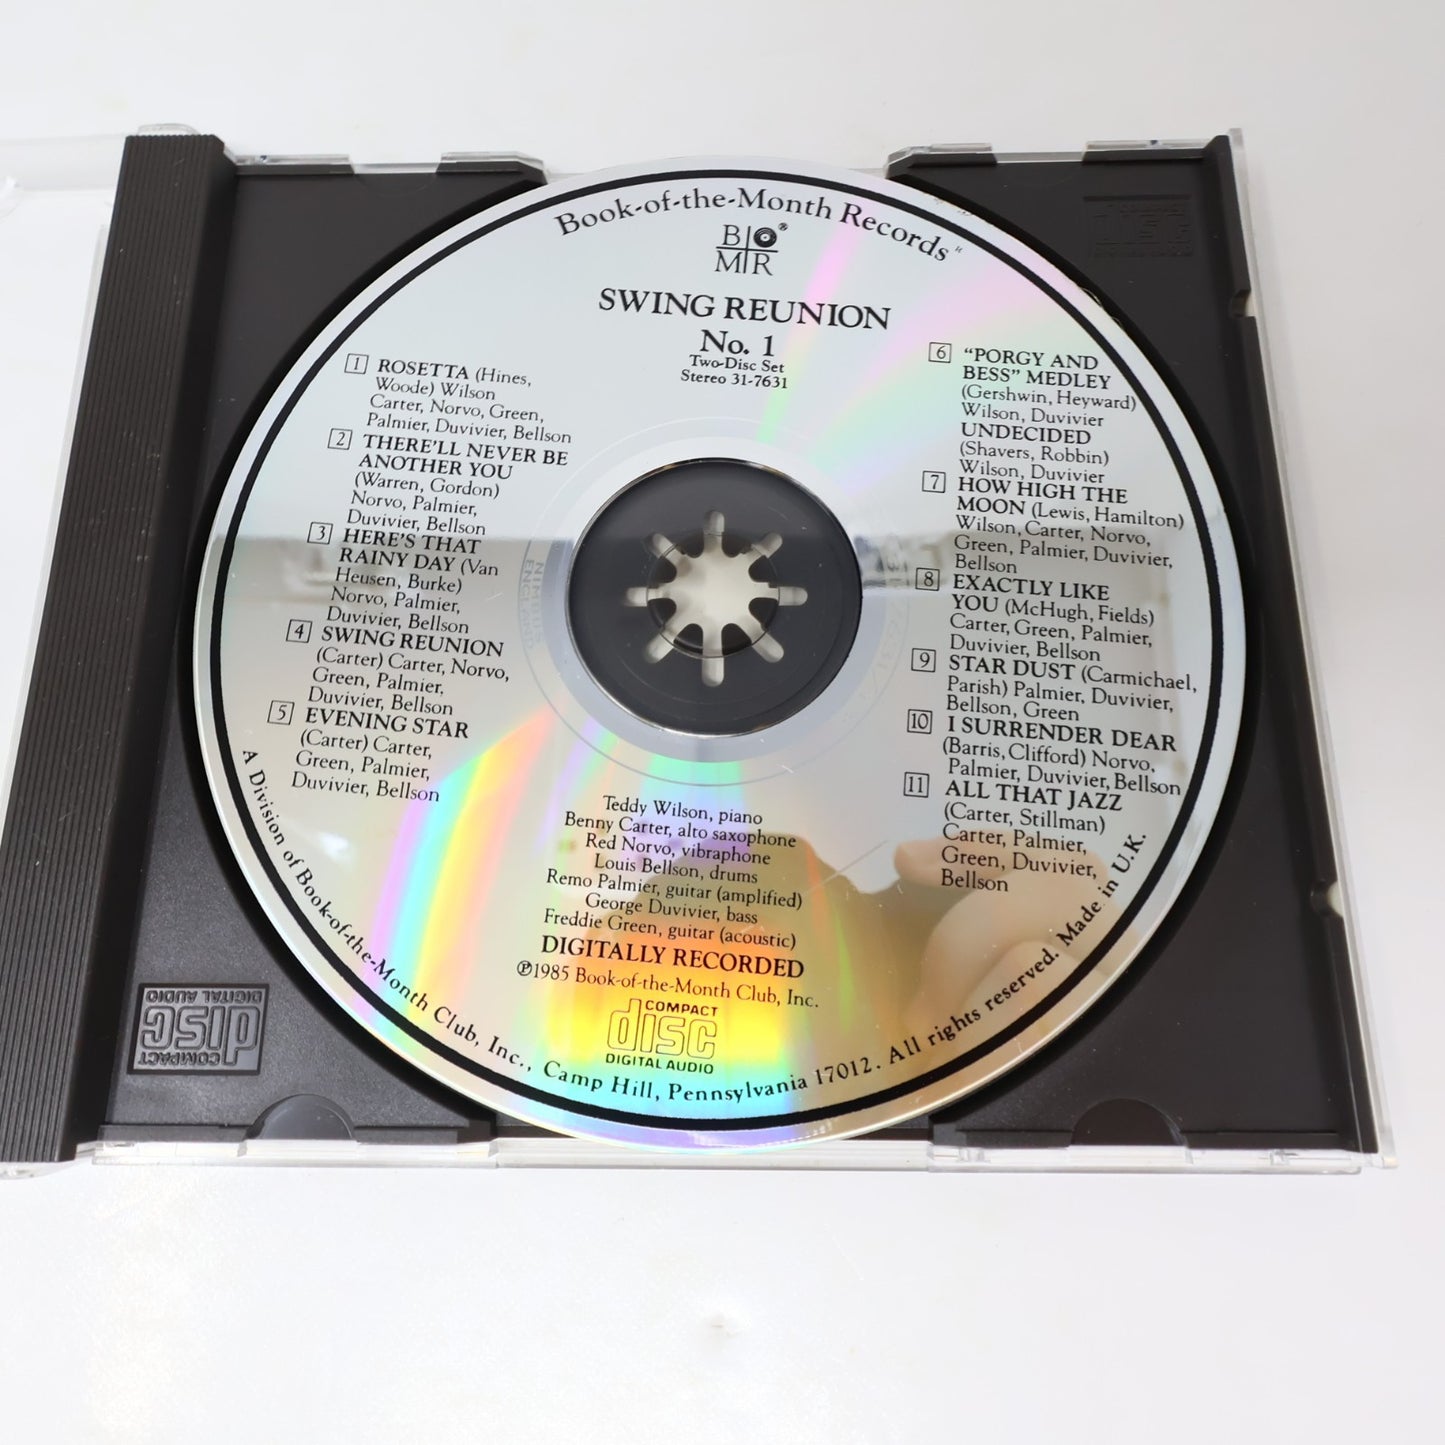 Book-of-the-Month Records
B O ®
M R
SWING REUNION
No. 1
Two-Disc Set
Stereo 31-7631
1 ROSETTA (Hines,
Woode) Wilson
Carter, Norvo, Green,
Palmier, Duvivier, Bellson
2 THERE'LL NEVER BE
ANOTHER YOU
(Warren, Gordon)
Norvo, Palmier,
Duvivier, Bellson
3 HERE'S THAT
RAINY DAY (Van
Heusen, Burke)
Norvo, Palmier,
Duvivier, Bellson
4 SWING REUNION
(Carter) Carter, Norvo,
Green, Palmier,
Duvivier, Bellson
5 EVENING STAR
(Carter) Carter,
Green, Palmier,
Duvivier, Bellson
6 "PORGY AND
BESS" MEDLEY
(Gershwin, Heyward)
Wilson, Duvivier
UNDECIDED
(Shavers, Robbin)
Wilson, Duvivier
7 HOW HIGH THE
MOON (Lewis, Hamilton)
Wilson, Carter, Norvo,
Green, Palmier, Duvivier,
Bellson
8 EXACTLY LIKE
YOU (McHugh, Fields)
Carter, Green, Palmier,
Duvivier, Bellson
9 STAR DUST (Carmichael,
Parish) Palmier, Duvivier,
Bellson, Green
10 I SURRENDER DEAR
(Barris, Clifford) Norvo,
Palmier, Duvivier, Bellson
11 ALL THAT JAZZ
(Carter, Stillman)
Carter, Palmier,
Green, Duvivier,
Bellson
NIMBUS
ENGLAND
Teddy Wilson, piano
Benny Carter, alto saxophone
Red Norvo, vibraphone
Louis Bellson, drums
Remo Palmier, guitar (amplified)
George Duvivier, bass
Freddie Green, guitar (acoustic)
DIGITALLY RECORDED
℗1985 Book-of-the-Month Club, Inc.
COMPACT
disc
DIGITAL AUDIO
A Division of Book-of-the-Month Club, Inc., Camp Hill, Pennsylvania 17012. All rights reserved. Made in U.K.
COMPACT
disc
DIGITAL AUDIO